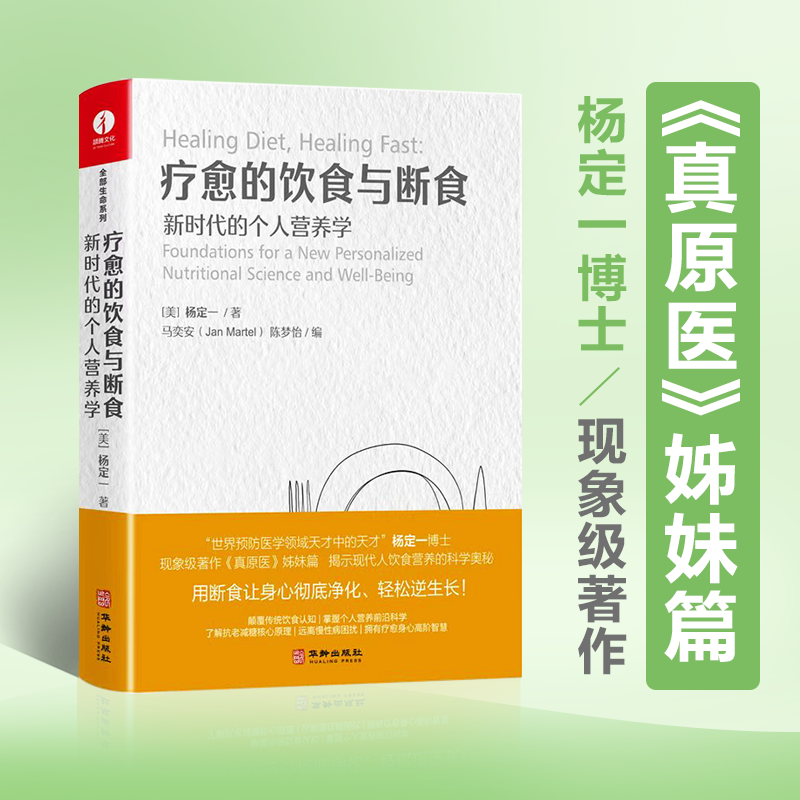 Healing Diet, Healing Fast:
疗愈的饮食与断食
新时代的个人营养学
Foundations for a New Personalized
Nutritional Science and Well-Being
[美] 杨定一 / 著
马奕安（Jan Martel）陈梦怡 / 编
“世界预防医学领域天才中的天才”杨定一博士
现象级著作《真原医》姊妹篇 揭示现代人饮食营养的科学奥秘
用断食让身心彻底净化、轻松逆生长！
颠覆传统饮食认知|掌握个人营养前沿科学
了解抗老减糖核心原理|远离慢性病困扰|拥有疗愈身心高阶智慧
华龄出版社
HUALING PRESS
全部生命系列
疗愈的饮食与断食
新时代的个人营养学
[美] 杨定一 著
华龄出版社
《真原医》姊妹篇
杨定一博士/现象级著作